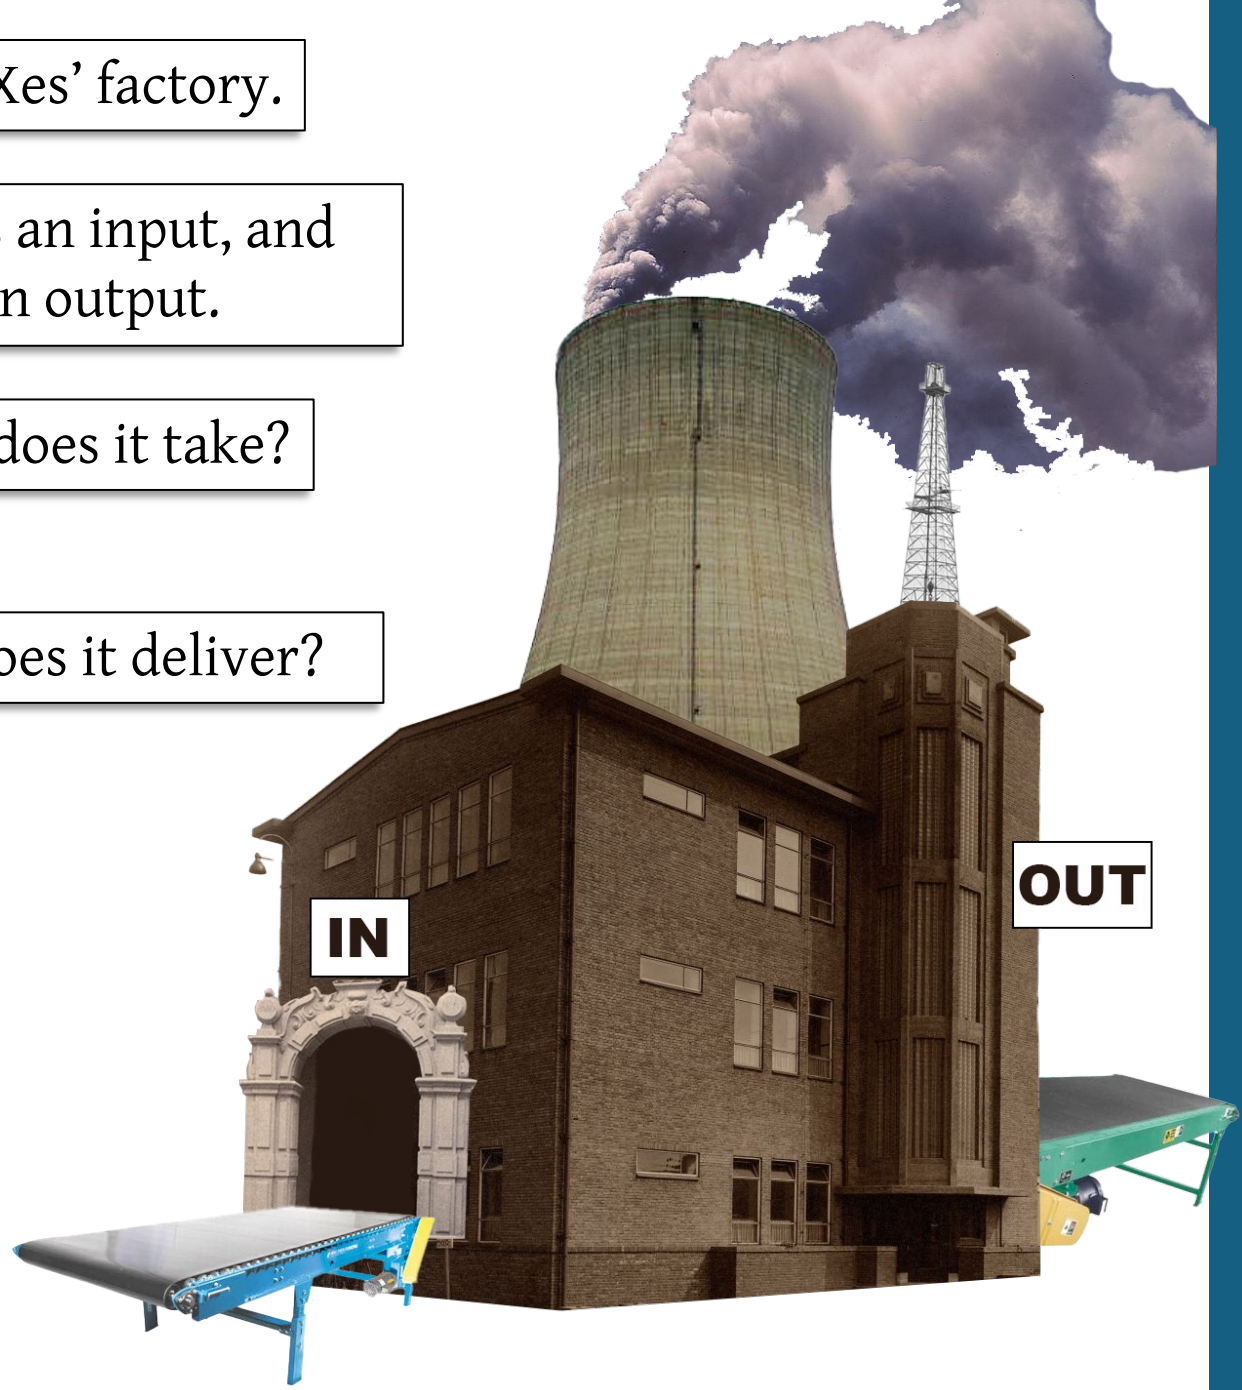 Xes’ factory.
an input, and
n output.
does it take?
oes it deliver?
IN
OUT